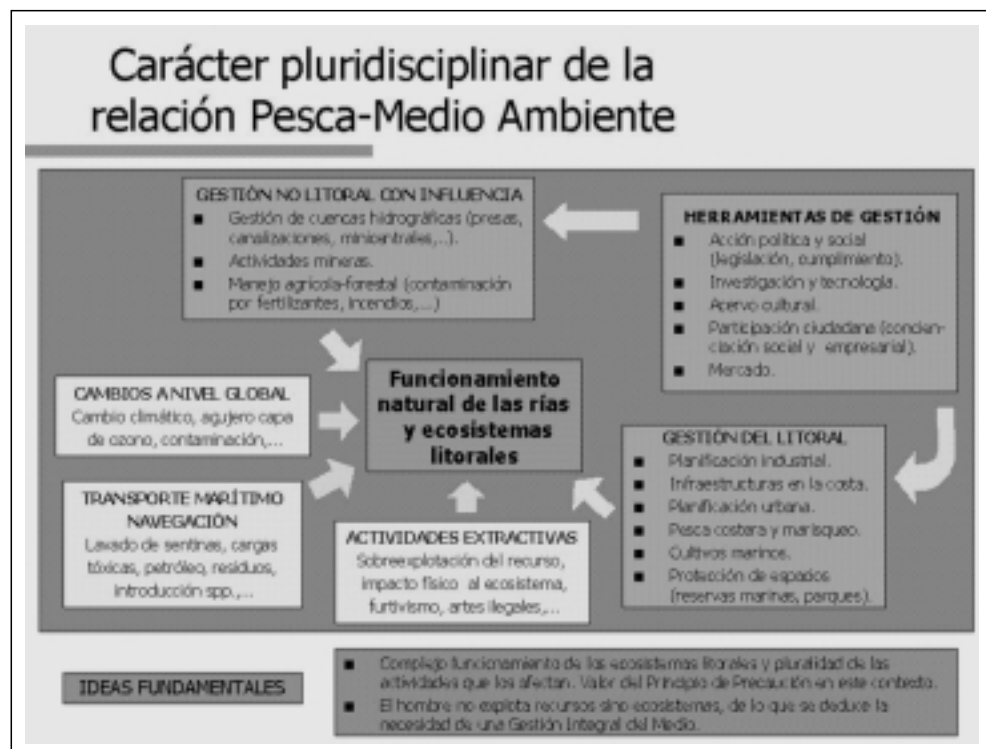 Carácter pluridisciplinar de la
relación Pesca-Medio Ambiente
GESTIÓN NO LITORAL CON INFLUENCIA
■ Gestión de cuencas hidrográficas (presas,
canalizaciones, minicentrales,..).
■ Actividades mineras.
■ Manejo agrícola-forestal (contaminación
por fertilizantes, incendios,...)
HERRAMIENTAS DE GESTIÓN
■ Acción política y social
(legislación, cumplimiento).
■ Investigación y tecnología.
■ Acervo cultural.
■ Participación ciudadana (concien-
ciación social y empresarial).
■ Mercado.
CAMBIOS A NIVEL GLOBAL
Cambio climático, agujero capa
de ozono, contaminación,...
Funcionamiento
natural de las rías
y ecosistemas
litorales
GESTIÓN DEL LITORAL
■ Planificación industrial.
■ Infraestructuras en la costa.
■ Planificación urbana.
■ Pesca costera y marisqueo.
■ Cultivos marinos.
■ Protección de espacios
(reservas marinas, parques).
TRANSPORTE MARÍTIMO
NAVEGACIÓN
Lavado de sentinas, cargas
tóxicas, petróleo, residuos,
introducción spp.,...
ACTIVIDADES EXTRACTIVAS
Sobreexplotación del recurso,
impacto físico al ecosistema,
furtivismo, artes ilegales,...
IDEAS FUNDAMENTALES
■ Complejo funcionamiento de los ecosistemas litorales y pluralidad de las
actividades que los afectan. Valor del Principio de Precaución en este contexto.
■ El hombre no explota recursos sino ecosistemas, de lo que se deduce la
necesidad de una Gestión Integral del Medio.